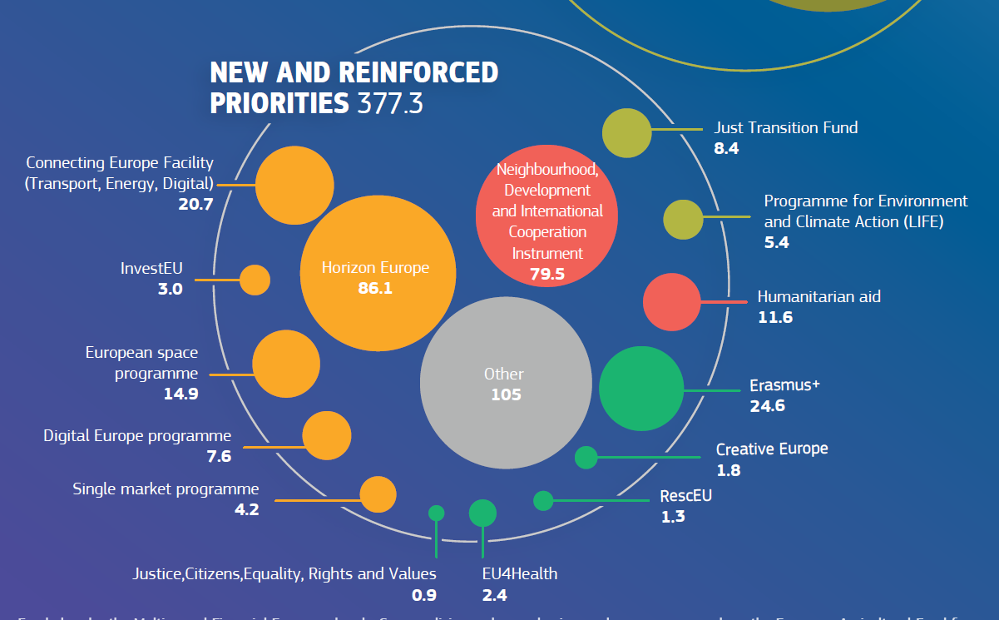 NEW AND REINFORCED
PRIORITIES 377.3
Connecting Europe Facility
(Transport, Energy, Digital)
20.7
InvestEU
3.0
European space
programme
14.9
Digital Europe programme
7.6
Single market programme
4.2
Justice,Citizens,Equality, Rights and Values
0.9
EU4Health
2.4
RescEU
1.3
Creative Europe
1.8
Erasmus+
24.6
Humanitarian aid
11.6
Programme for Environment
and Climate Action (LIFE)
5.4
Just Transition Fund
8.4
Neighbourhood,
Development
and International
Cooperation
Instrument
79.5
Horizon Europe
86.1
Other
105